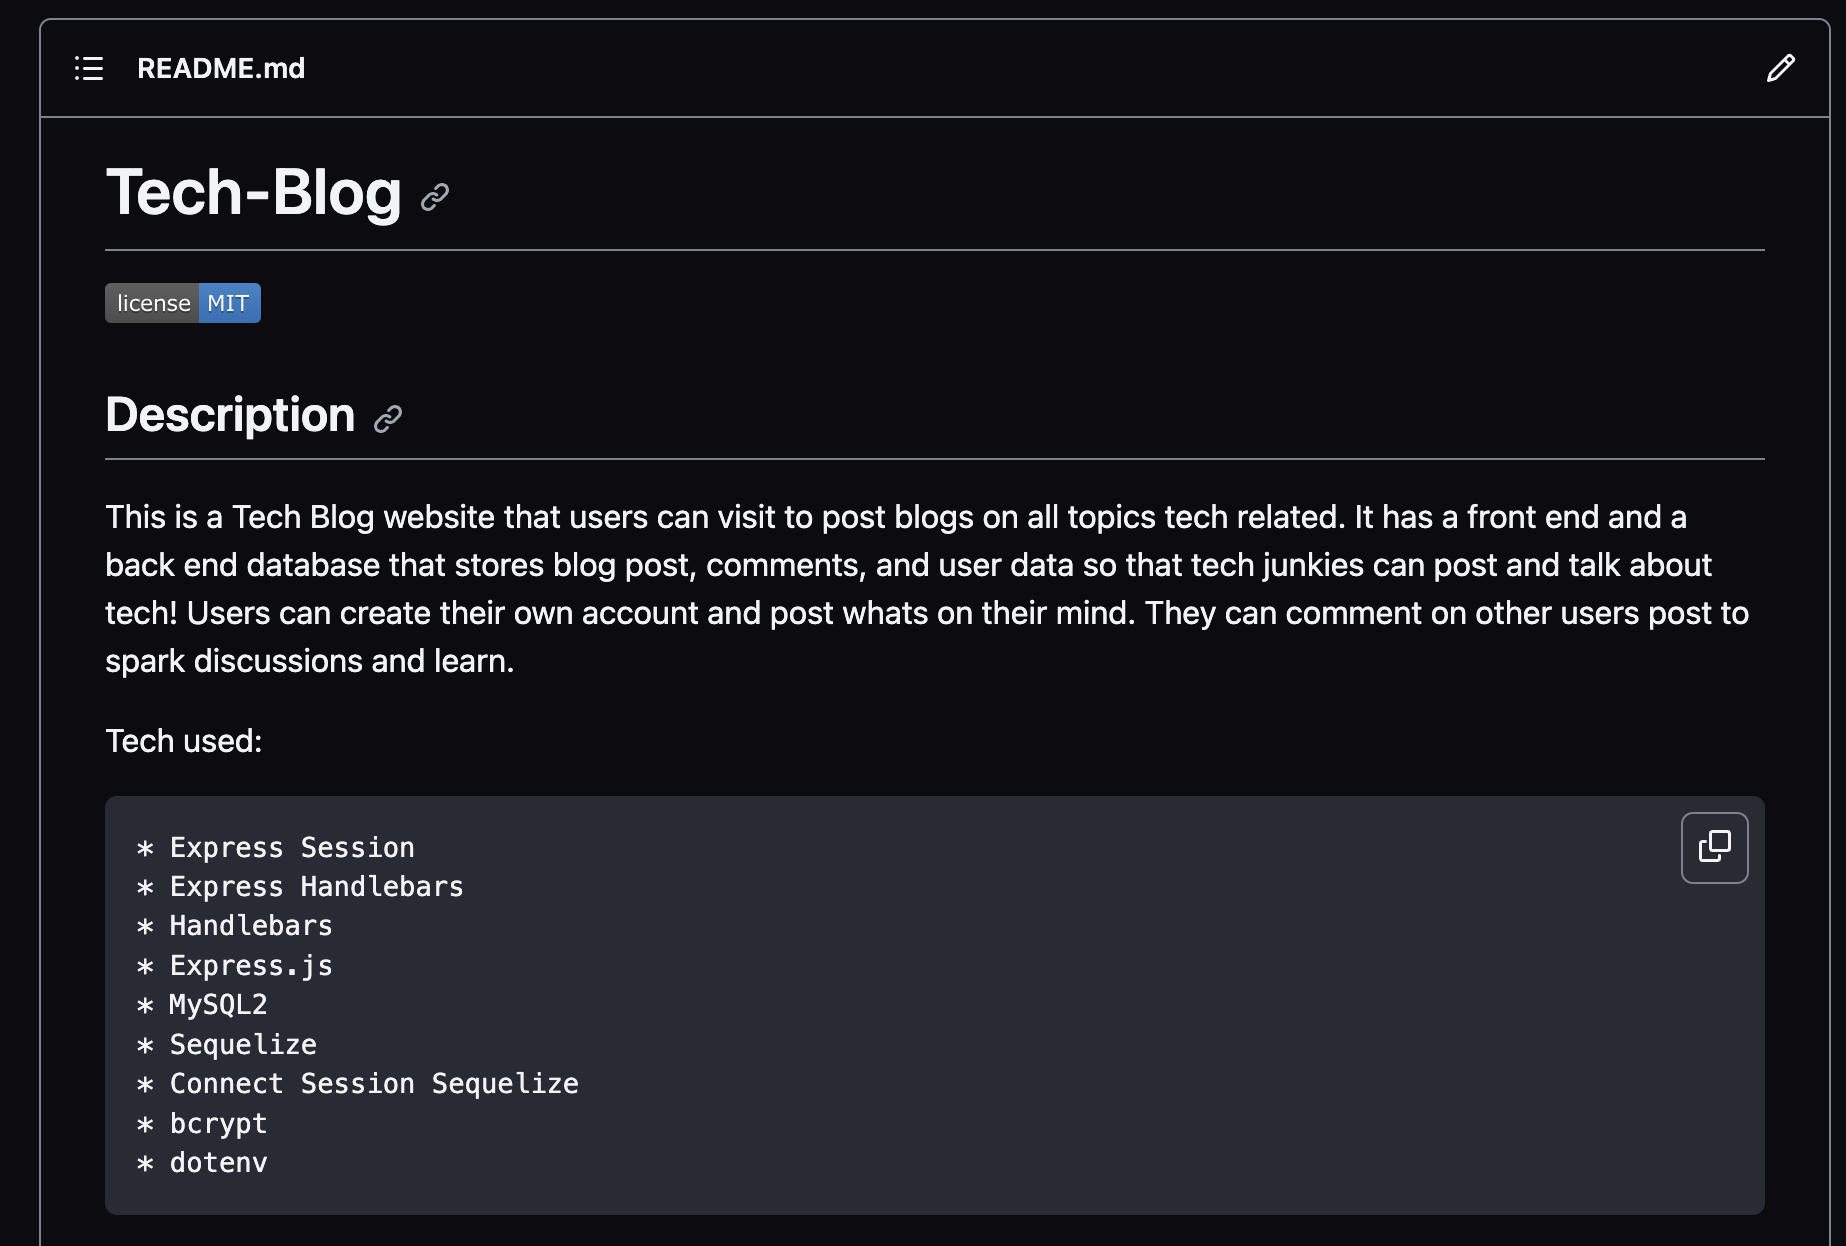 README.md
Tech-Blog
license MIT
Description
This is a Tech Blog website that users can visit to post blogs on all topics tech related. It has a front end and a
back end database that stores blog post, comments, and user data so that tech junkies can post and talk about
tech! Users can create their own account and post whats on their mind. They can comment on other users post to
spark discussions and learn.
Tech used:
* Express Session
* Express Handlebars
* Handlebars
* Express.js
* MySQL2
* Sequelize
* Connect Session Sequelize
* bcrypt
* dotenv